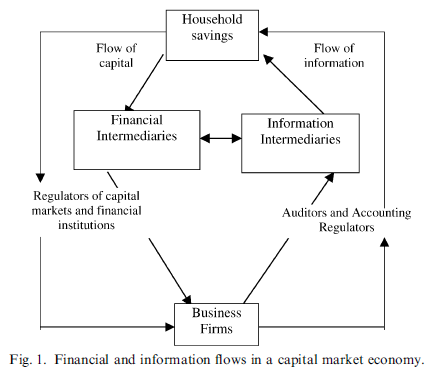 Household
savings
Flow of
capital
Flow of
information
Financial
Intermediaries
Information
Intermediaries
Regulators of capital
markets and financial
institutions
Auditors and Accounting
Regulators
Business
Firms
Fig. 1. Financial and information flows in a capital market economy.